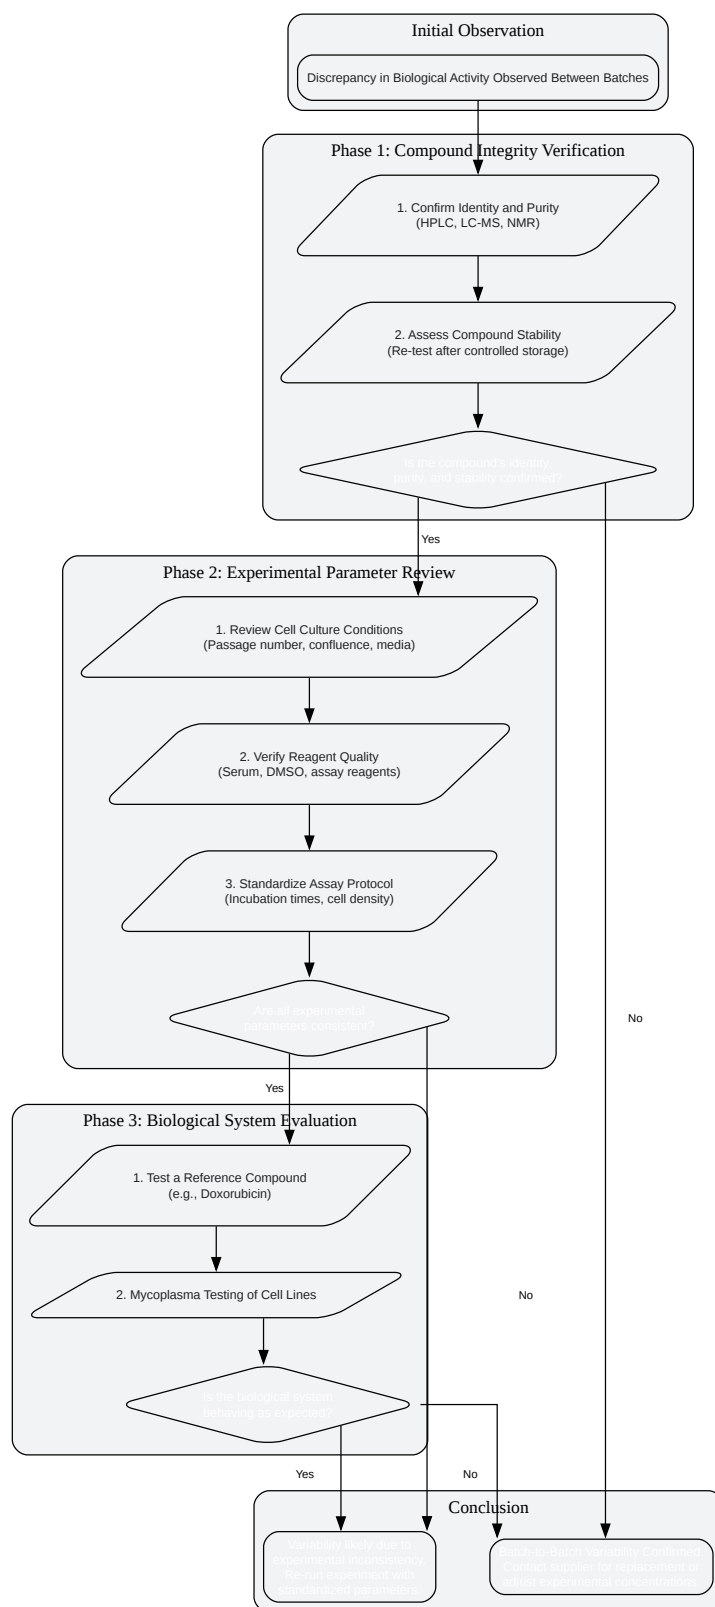 Initial Observation
Discrepancy in Biological Activity Observed Between Batches
Phase 1: Compound Integrity Verification
1. Confirm Identity and Purity
(HPLC, LC-MS, NMR)
2. Assess Compound Stability
(Re-test after controlled storage)
Is the compound's identity,
purity, and stability confirmed?
Yes
Phase 2: Experimental Parameter Review
1. Review Cell Culture Conditions
(Passage number, confluence, media)
2. Verify Reagent Quality
(Serum, DMSO, assay reagents)
3. Standardize Assay Protocol
(Incubation times, cell density)
Are all experimental
parameters consistent?
No
Yes
Phase 3: Biological System Evaluation
1. Test a Reference Compound
(e.g., Doxorubicin)
2. Mycoplasma Testing of Cell Lines
No
Is the biological system
behaving as expected?
Yes
No
Conclusion
Variability likely due to
experimental inconsistency.
Re-run experiment with
standardized parameters.
Batch-to-Batch Variability Confirmed.
Contact supplier for replacement or
adjust experimental concentrations.